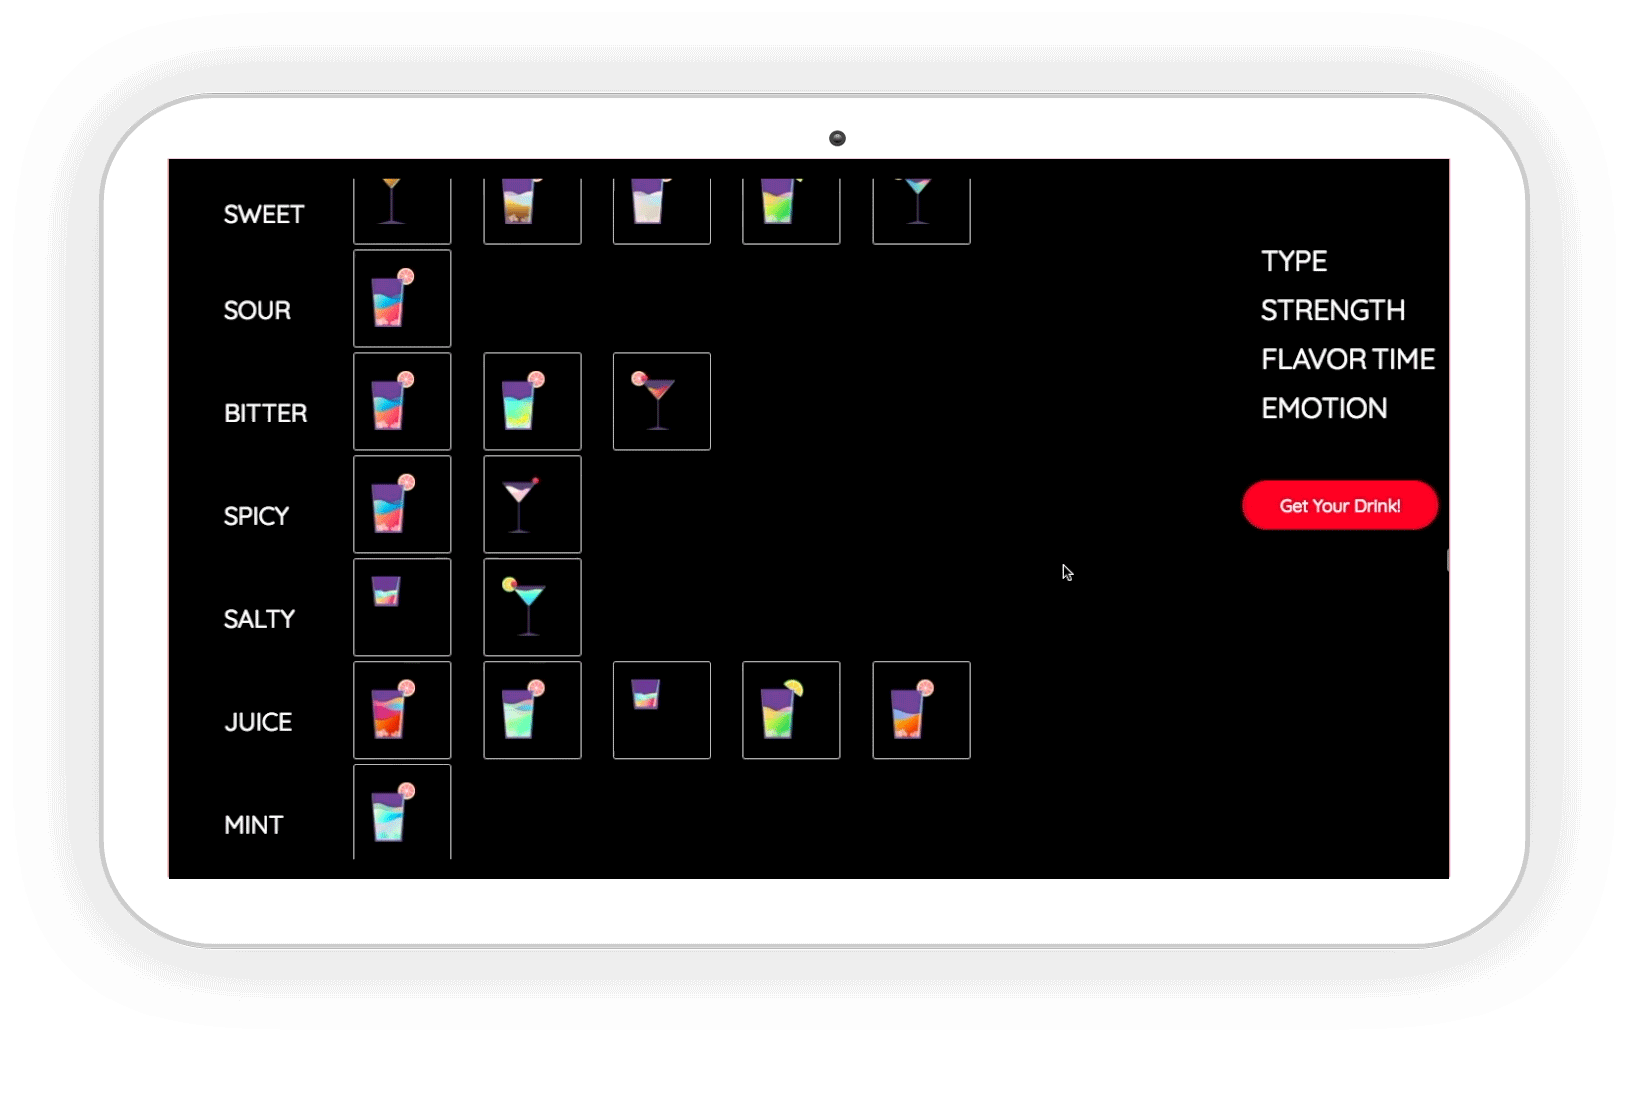 SWEET
SOUR
BITTER
SPICY
SALTY
JUICE
MINT
TYPE
STRENGTH
FLAVOR TIME
EMOTION
Get Your Drink!